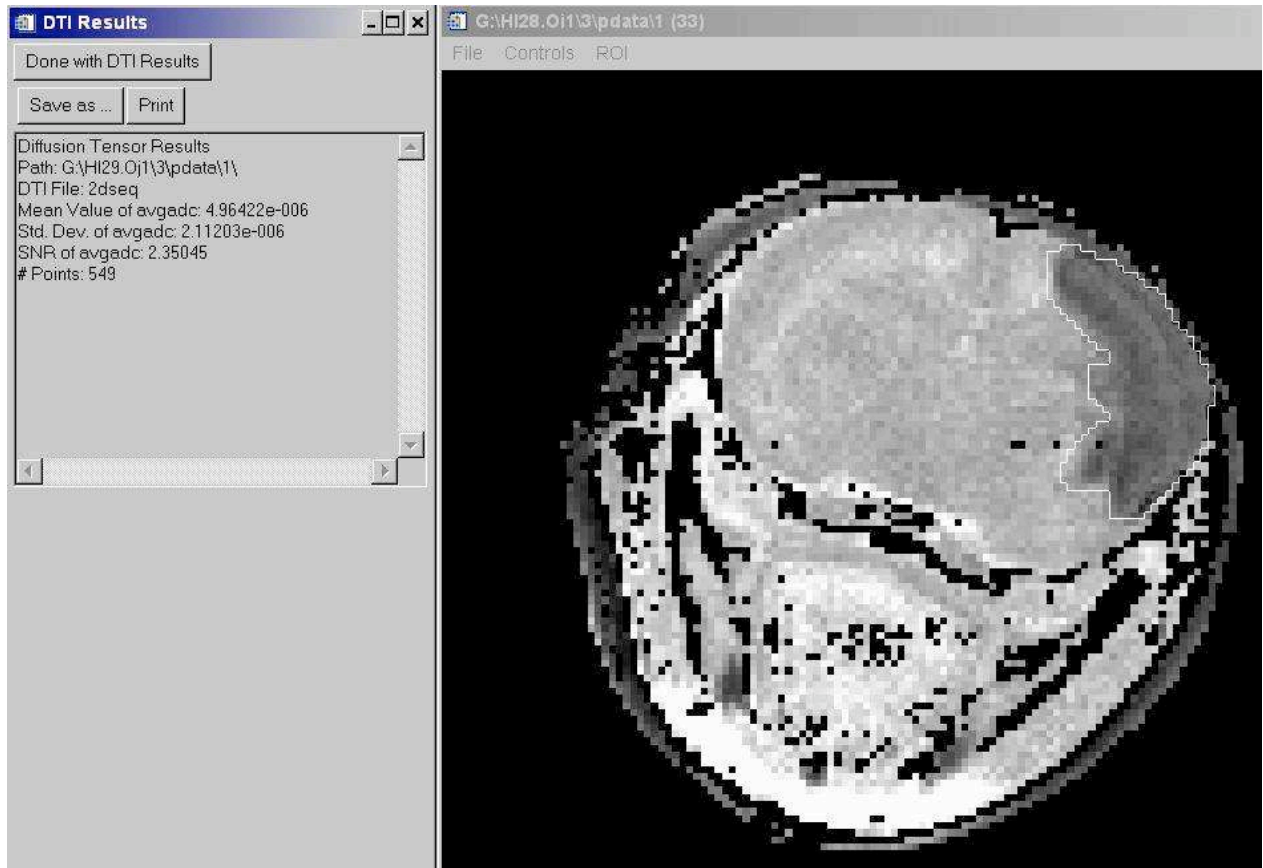 DTI Results
Done with DTI Results
Save as ...
Print
Diffusion Tensor Results
Path: G:\HI29.Oj1\3\pdata\1\
DTI File: 2dseq
Mean Value of avgadc: 4.96422e-006
Std. Dev. of avgadc: 2.11203e-006
SNR of avgadc: 2.35045
# Points: 549
G:\HI28.Oi1\3\pdata\1 (33)
File Controls ROI